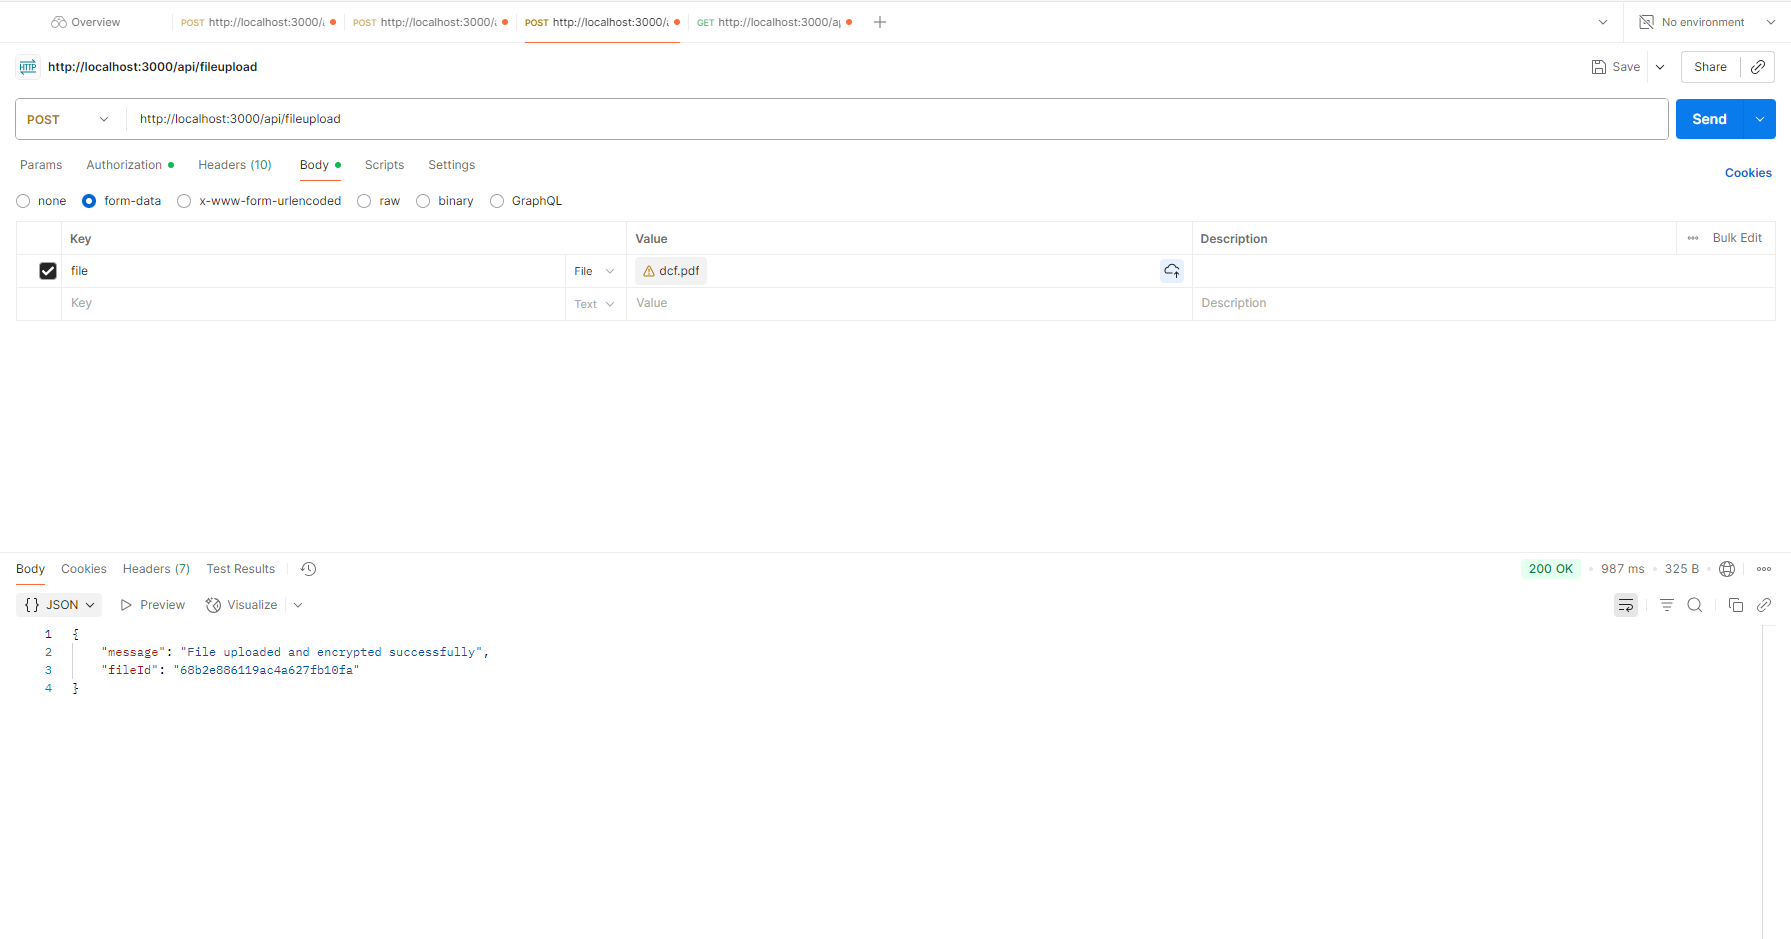 Overview POST http://localhost:3000/a POST http://localhost:3000/a POST http://localhost:3000/a GET http://localhost:3000/ap No environment
HTTP http://localhost:3000/api/fileupload Save Share
POST http://localhost:3000/api/fileupload Send
Params Authorization Headers (10) Body Scripts Settings Cookies
none form-data x-www-form-urlencoded raw binary GraphQL
Key Value Description Bulk Edit
file File dcf.pdf
Key Text Value Description
Body Cookies Headers (7) Test Results 200 OK 987 ms 325 B
{} JSON Preview Visualize
1 {
2 "message": "File uploaded and encrypted successfully",
3 "fileId": "68b2e886119ac4a627fb10fa"
4 }